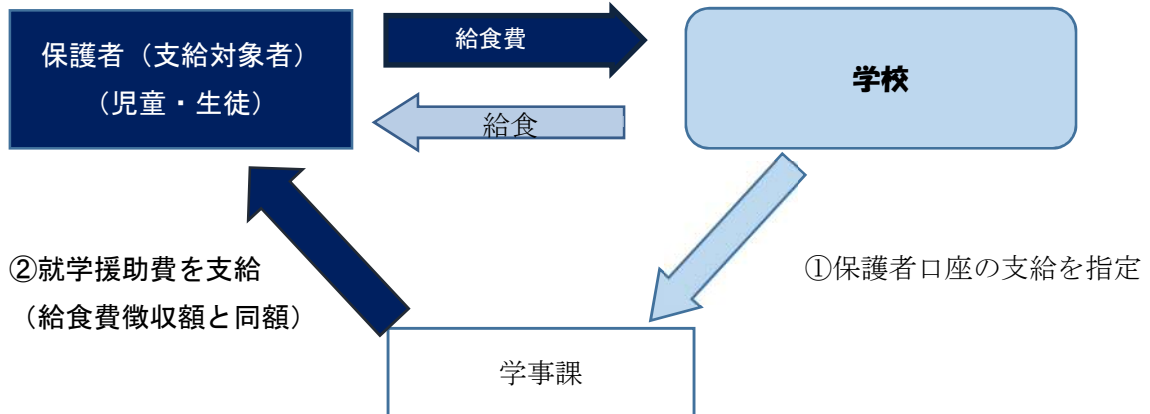 保護者（支給対象者）
（児童・生徒）
給食費
給食
学校
②就学援助費を支給
（給食費徴収額と同額）
①保護者口座の支給を指定
学事課